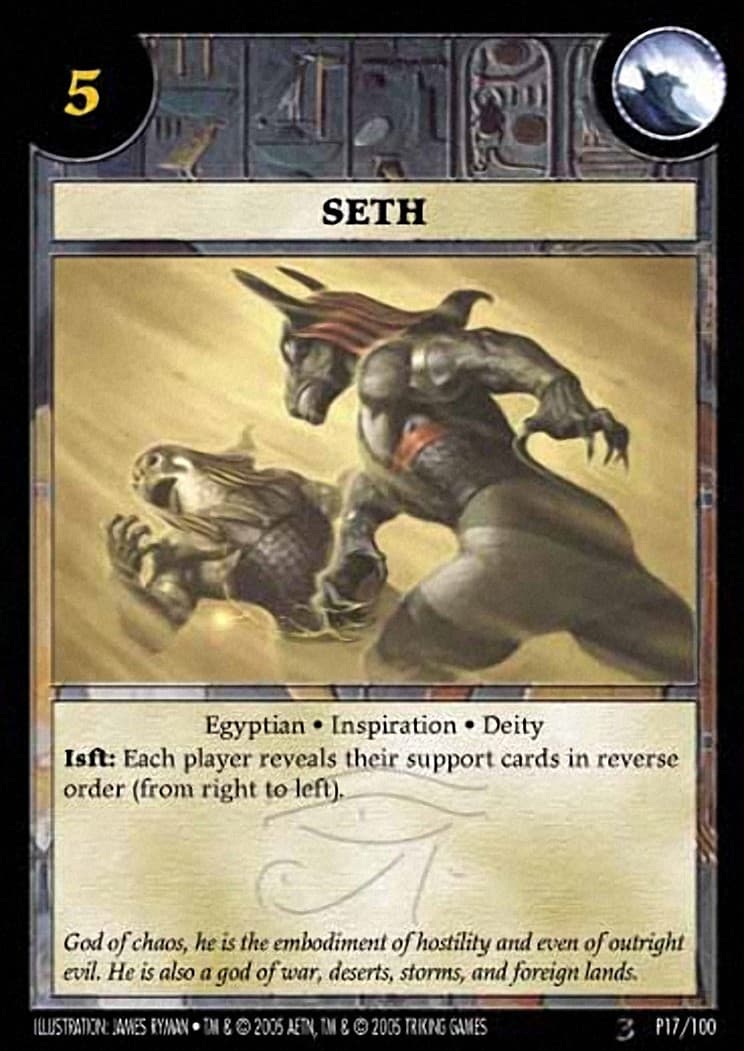 5
SETH
Egyptian • Inspiration • Deity
Isft: Each player reveals their support cards in reverse
order (from right to left).
God of chaos, he is the embodiment of hostility and even of outright
evil. He is also a god of war, deserts, storms, and foreign lands.
ILLUSTRATION: JAMES RYMAN • TM & © 2005 AETN, TM & © 2005 TRIKING GAMES 3 P17/100